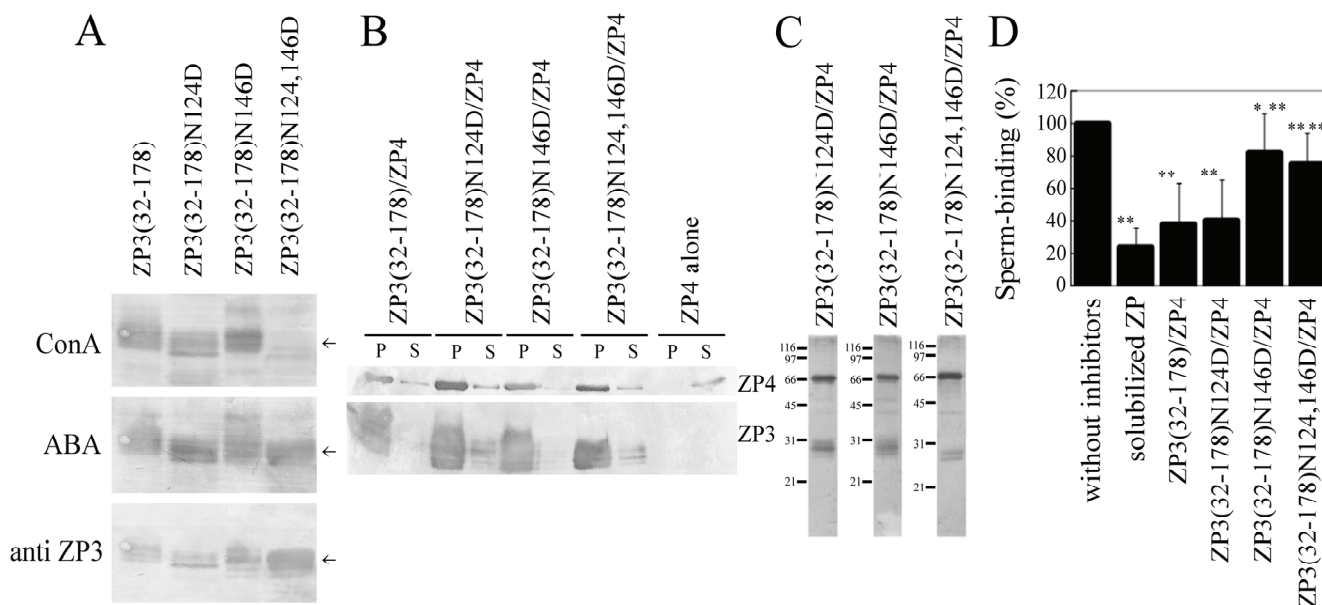 A
ZP3(32-178)
ZP3(32-178)N124D
ZP3(32-178)N146D
ZP3(32-178)N124,146D
ConA
←
ABA
←
anti ZP3
←
B
ZP3(32-178)/ZP4
ZP3(32-178)N124D/ZP4
ZP3(32-178)N146D/ZP4
ZP3(32-178)N124,146D/ZP4
ZP4 alone
P S P S P S P S P S
ZP4
ZP3
C
ZP3(32-178)N124D/ZP4
ZP3(32-178)N146D/ZP4
ZP3(32-178)N124,146D/ZP4
116
97
66
45
31
21
116
97
66
45
31
21
116
97
66
45
31
21
D
Sperm-binding (%)
120
100
80
60
40
20
0
**
**
**
*,**
**,**
without inhibitors
solubilized ZP
ZP3(32-178)/ZP4
ZP3(32-178)N124D/ZP4
ZP3(32-178)N146D/ZP4
ZP3(32-178)N124,146D/ZP4